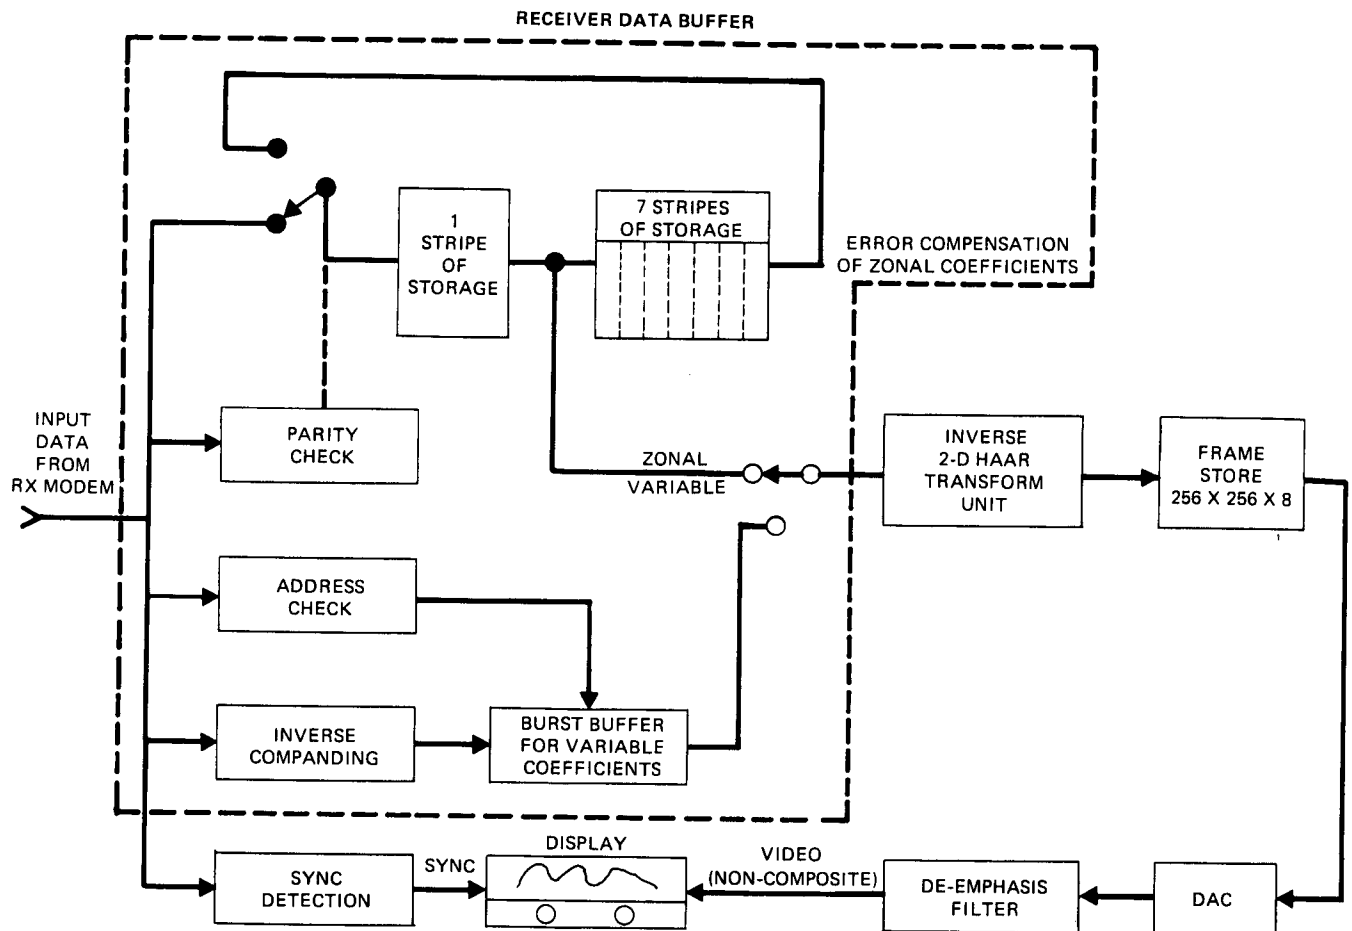 RECEIVER DATA BUFFER
1
STRIPE
OF
STORAGE
7 STRIPES
OF STORAGE
ERROR COMPENSATION
OF ZONAL COEFFICIENTS
INPUT
DATA
FROM
RX MODEM
PARITY
CHECK
ZONAL
VARIABLE
INVERSE
2-D HAAR
TRANSFORM
UNIT
FRAME
STORE
256 X 256 X 8
ADDRESS
CHECK
INVERSE
COMPANDING
BURST BUFFER
FOR VARIABLE
COEFFICIENTS
SYNC
DETECTION
SYNC
DISPLAY
VIDEO
(NON-COMPOSITE)
DE-EMPHASIS
FILTER
DAC